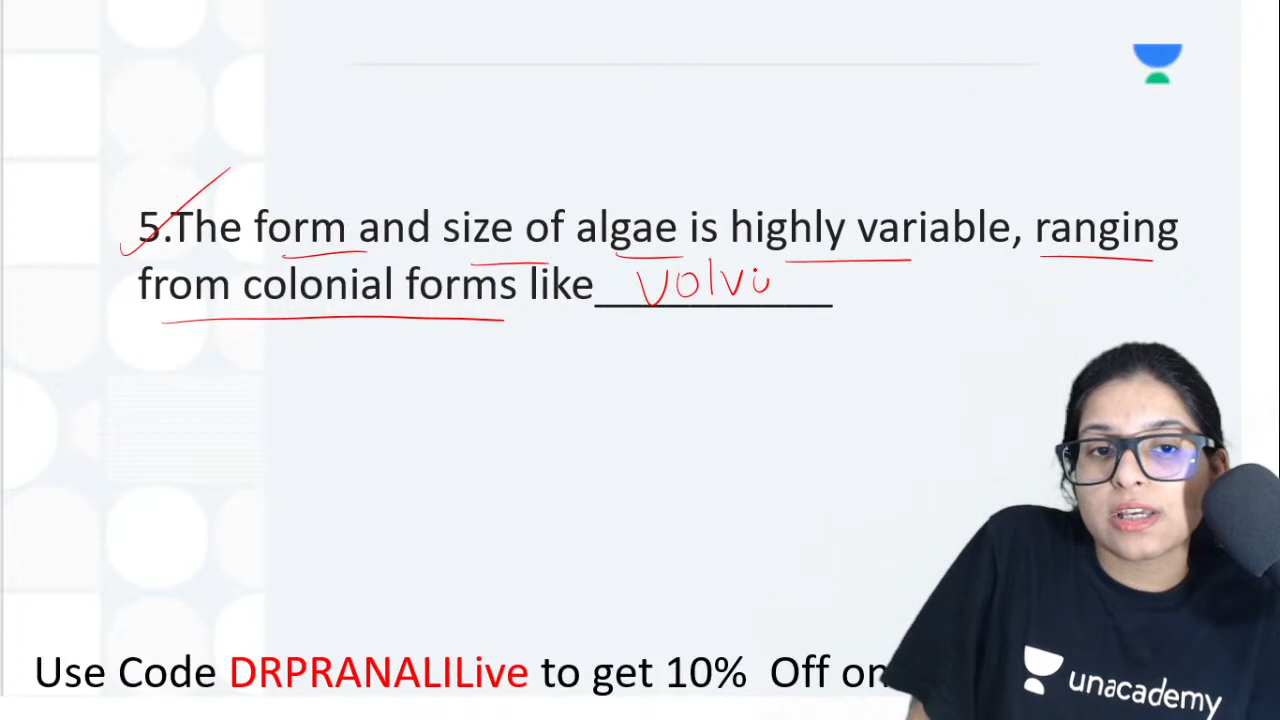 5.The form and size of algae is highly variable, ranging
from colonial forms like____________
volvo
Use Code DRPRANALILive to get 10% Off on
unacademy